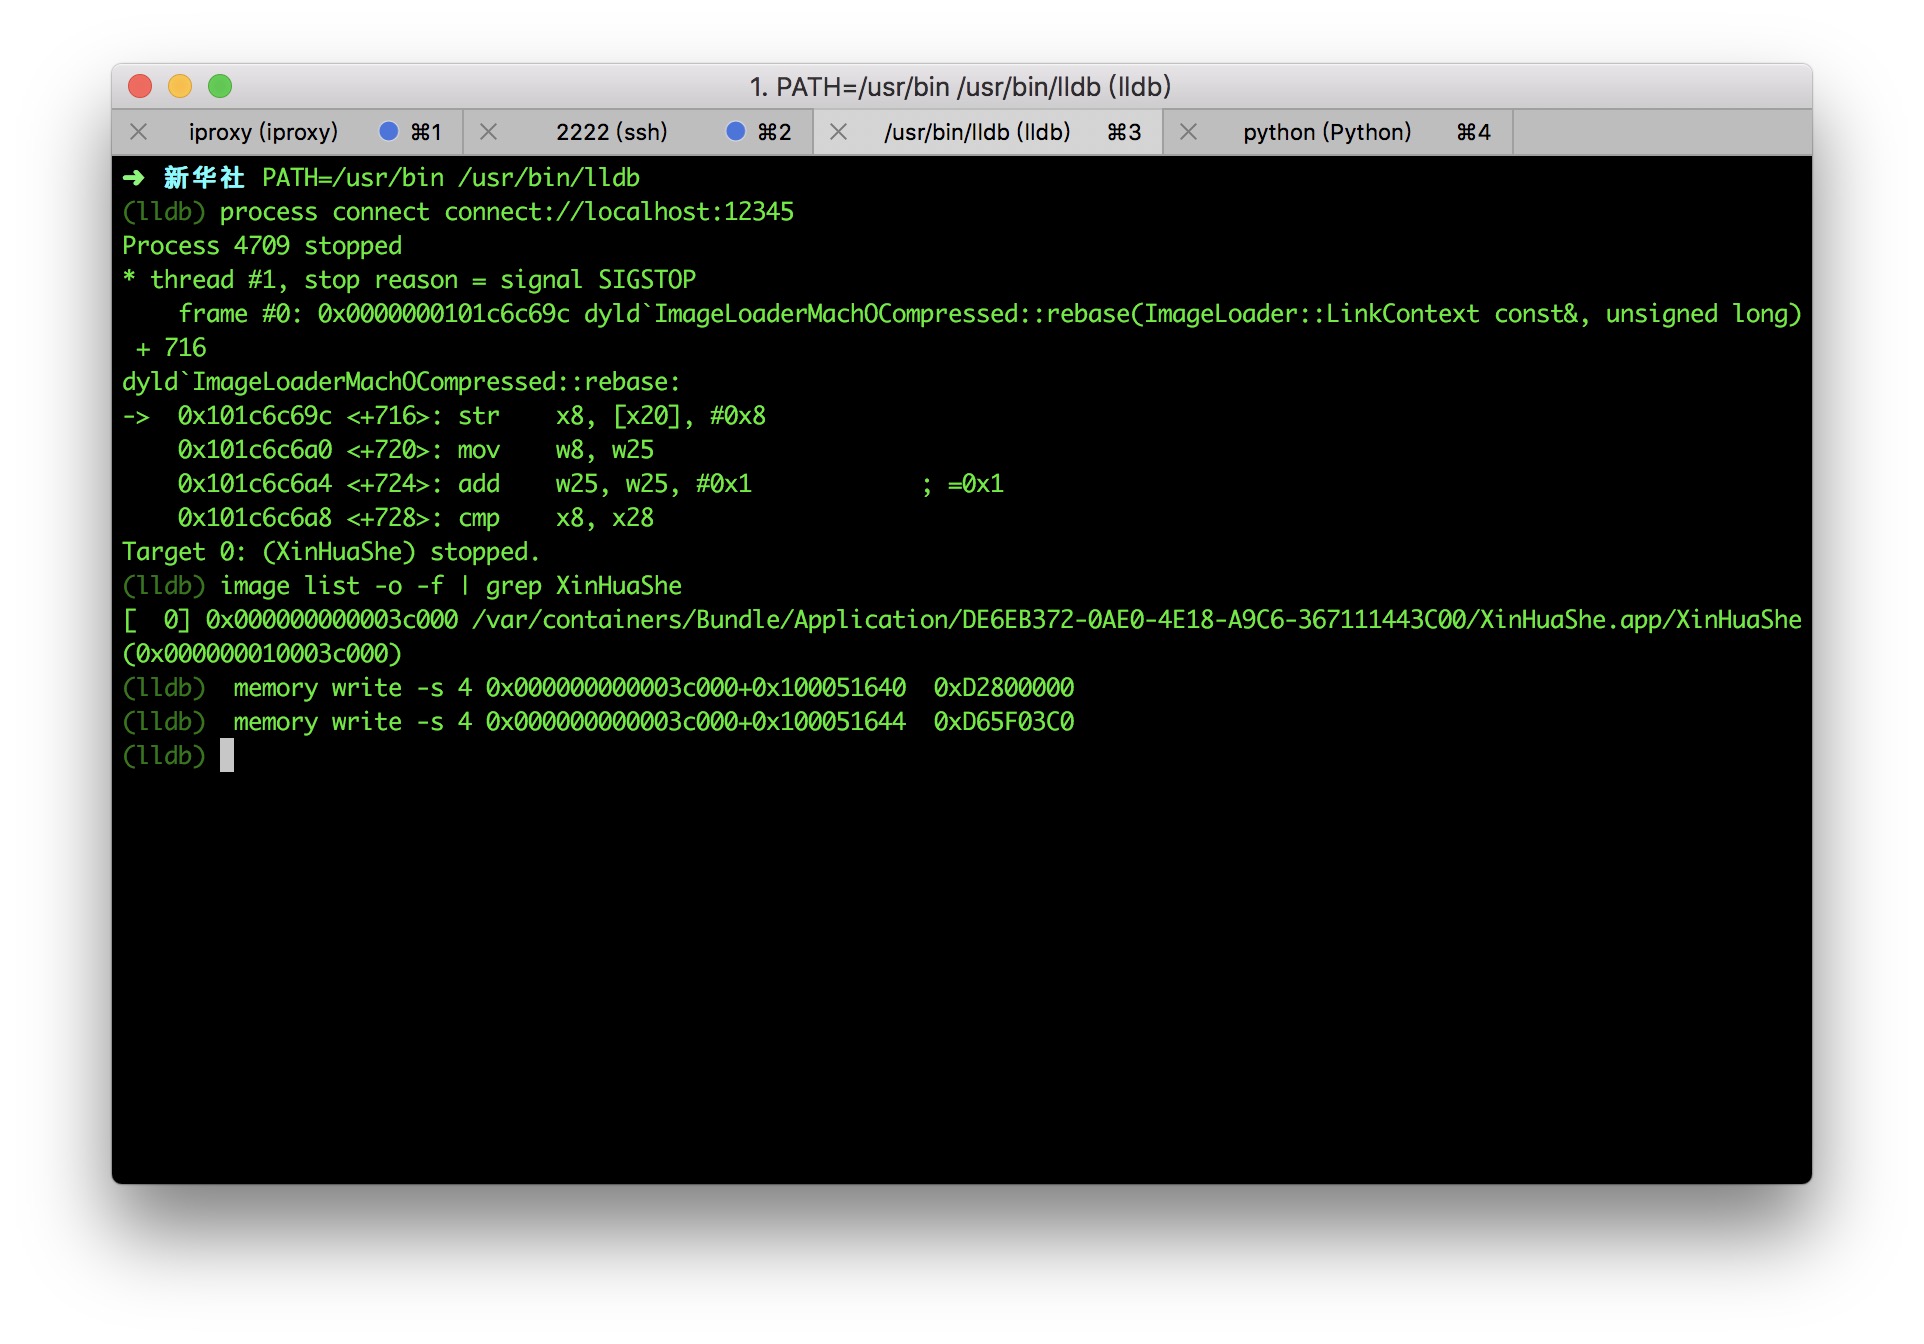 1. PATH=/usr/bin /usr/bin/lldb (lldb)
iproxy (iproxy) ⌘1 2222 (ssh) ⌘2 /usr/bin/lldb (lldb) ⌘3 python (Python) ⌘4
➜ 新华社 PATH=/usr/bin /usr/bin/lldb
(lldb) process connect connect://localhost:12345
Process 4709 stopped
* thread #1, stop reason = signal SIGSTOP
    frame #0: 0x0000000101c6c69c dyld`ImageLoaderMachOCompressed::rebase(ImageLoader::LinkContext const&, unsigned long)
 + 716
dyld`ImageLoaderMachOCompressed::rebase:
->  0x101c6c69c <+716>: str    x8, [x20], #0x8
    0x101c6c6a0 <+720>: mov    w8, w25
    0x101c6c6a4 <+724>: add    w25, w25, #0x1            ; =0x1
    0x101c6c6a8 <+728>: cmp    x8, x28
Target 0: (XinHuaShe) stopped.
(lldb) image list -o -f | grep XinHuaShe
[  0] 0x000000000003c000 /var/containers/Bundle/Application/DE6EB372-0AE0-4E18-A9C6-367111443C00/XinHuaShe.app/XinHuaShe
(0x000000010003c000)
(lldb)  memory write -s 4 0x000000000003c000+0x100051640  0xD2800000
(lldb)  memory write -s 4 0x000000000003c000+0x100051644  0xD65F03C0
(lldb)